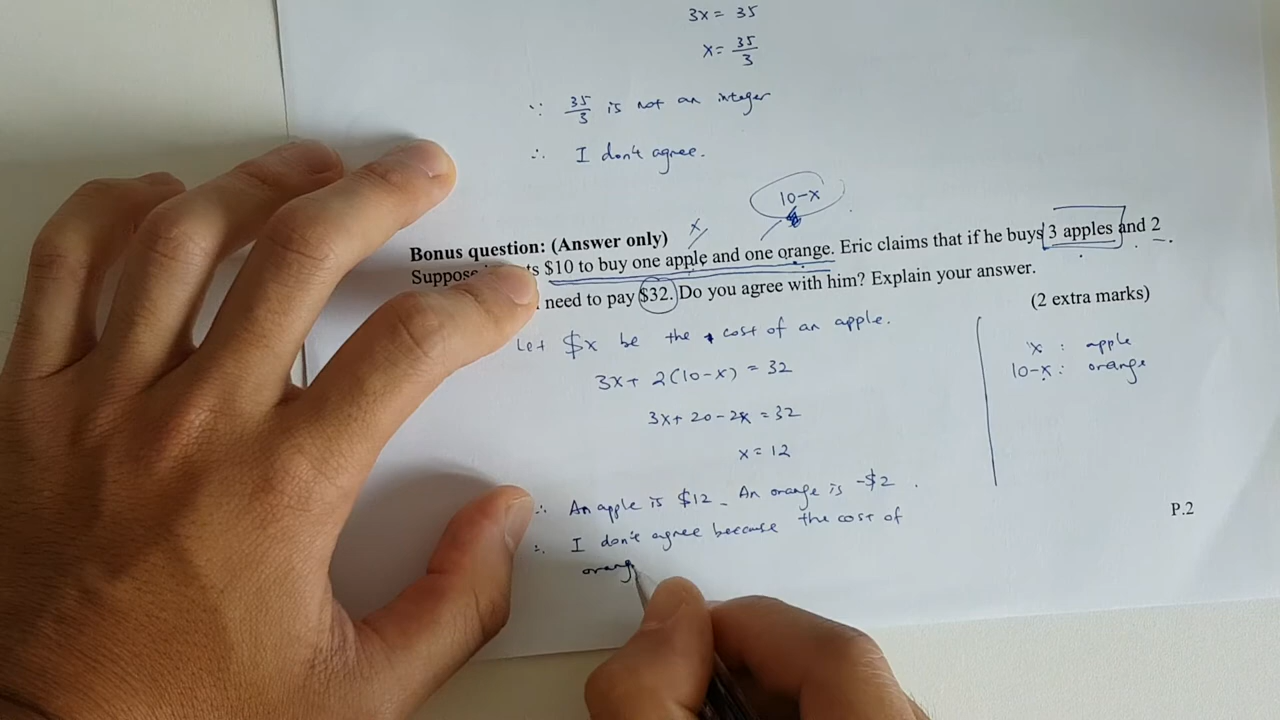 3x = 35
x = 35/3
∵ 35/3 is not an integer
∴ I don't agree.
10-x
x
Bonus question: (Answer only)
Suppose $10 to buy one apple and one orange. Eric claims that if he buys 3 apples and 2
need to pay $32. Do you agree with him? Explain your answer.
(2 extra marks)
Let $x be the cost of an apple.
3x + 2(10-x) = 32
3x + 20 - 2x = 32
x = 12
∴ An apple is $12. An orange is -$2.
∴ I don't agree because the cost of
orang
x : apple
10-x : orange
P.2